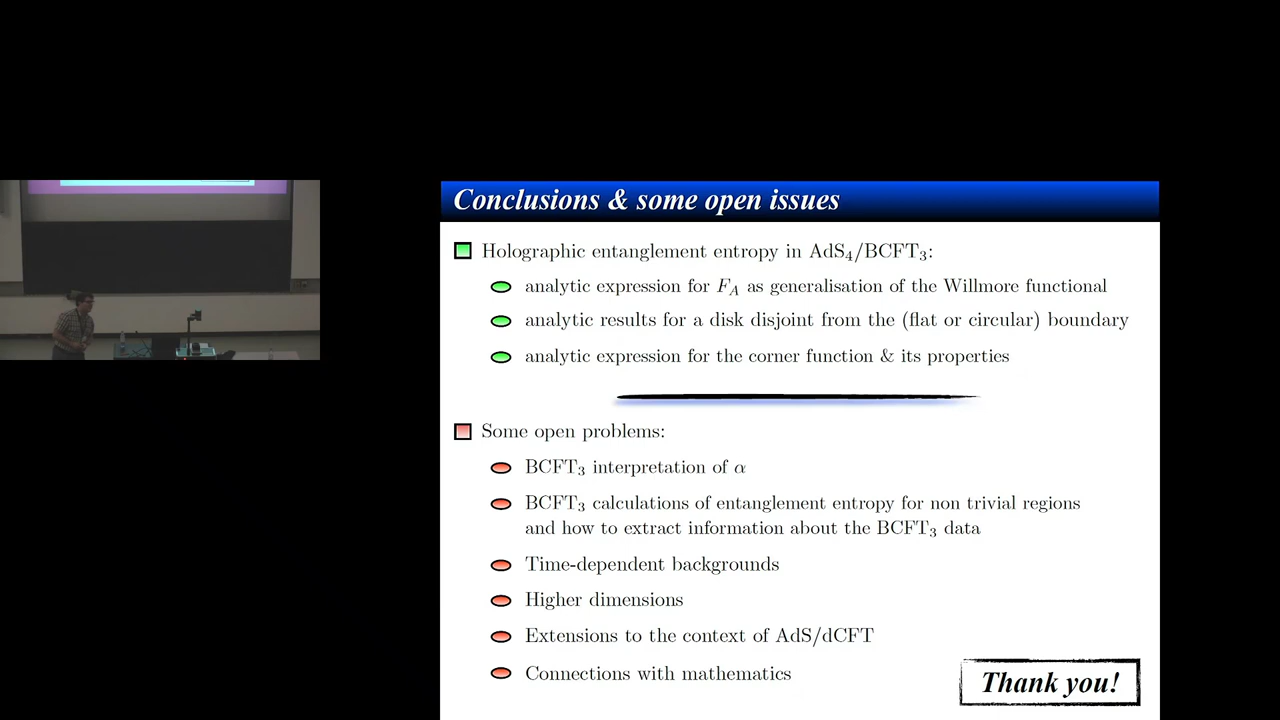 Conclusions & some open issues
Holographic entanglement entropy in AdS₄/BCFT₃:
analytic expression for F_A as generalisation of the Willmore functional
analytic results for a disk disjoint from the (flat or circular) boundary
analytic expression for the corner function & its properties
Some open problems:
BCFT₃ interpretation of α
BCFT₃ calculations of entanglement entropy for non trivial regions
and how to extract information about the BCFT₃ data
Time-dependent backgrounds
Higher dimensions
Extensions to the context of AdS/dCFT
Connections with mathematics
Thank you!